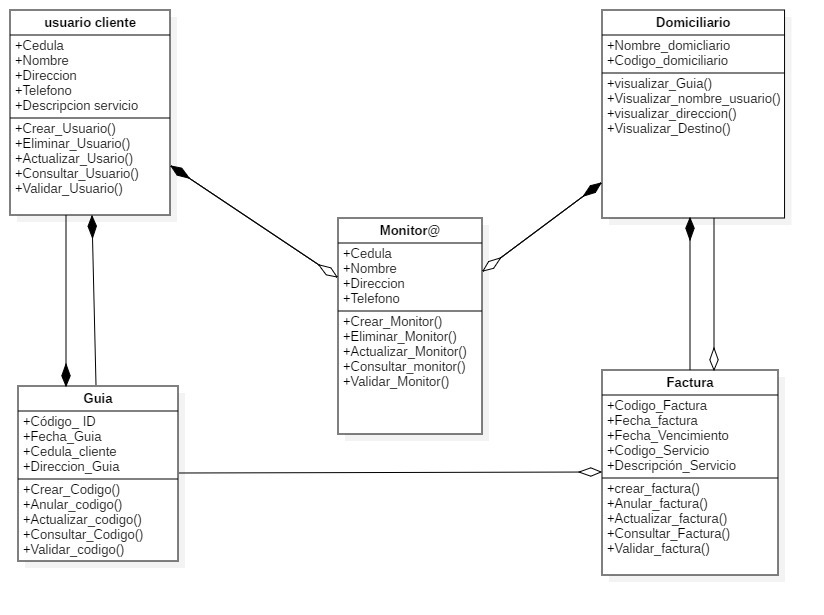 usuario cliente
+Cedula
+Nombre
+Direccion
+Telefono
+Descripcion servicio
+Crear_Usuario()
+Eliminar_Usuario()
+Actualizar_Usario()
+Consultar_Usuario()
+Validar_Usuario()
Domiciliario
+Nombre_domicliario
+Codigo_domiciliario
+visualizar_Guia()
+Visualizar_nombre_usuario()
+visualizar_direccion()
+Visualizar_Destino()
Monitor@
+Cedula
+Nombre
+Direccion
+Telefono
+Crear_Monitor()
+Eliminar_Monitor()
+Actualizar_Monitor()
+Consultar_monitor()
+Validar_Monitor()
Guia
+Código_ ID
+Fecha_Guia
+Cedula_cliente
+Direccion_Guia
+Crear_Codigo()
+Anular_codigo()
+Actualizar_codigo()
+Consultar_Codigo()
+Validar_codigo()
Factura
+Codigo_Factura
+Fecha_factura
+Fecha_Vencimiento
+Codigo_Servicio
+Descripción_Servicio
+crear_factura()
+Anular_factura()
+Actualizar_factura()
+Consultar_Factura()
+Validar_factura()